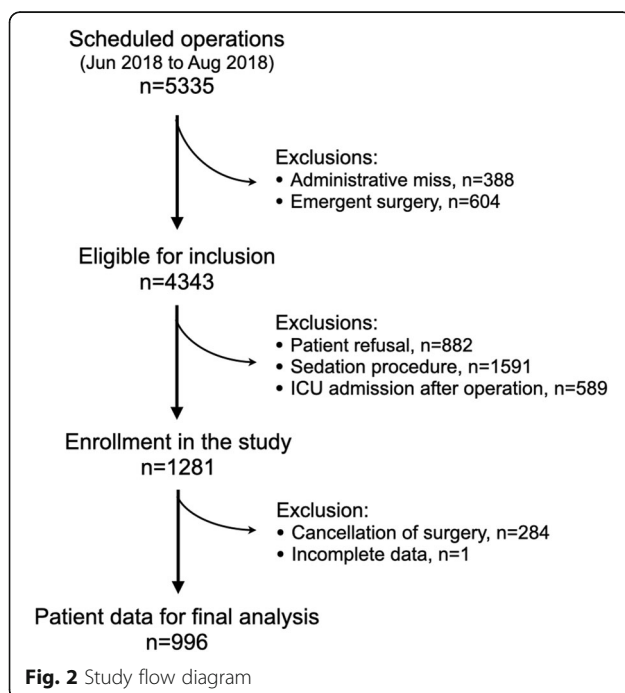 Scheduled operations
(Jun 2018 to Aug 2018)
n=5335
Exclusions:
• Administrative miss, n=388
• Emergent surgery, n=604
Eligible for inclusion
n=4343
Exclusions:
• Patient refusal, n=882
• Sedation procedure, n=1591
• ICU admission after operation, n=589
Enrollment in the study
n=1281
Exclusion:
• Cancellation of surgery, n=284
• Incomplete data, n=1
Patient data for final analysis
n=996
Fig. 2 Study flow diagram